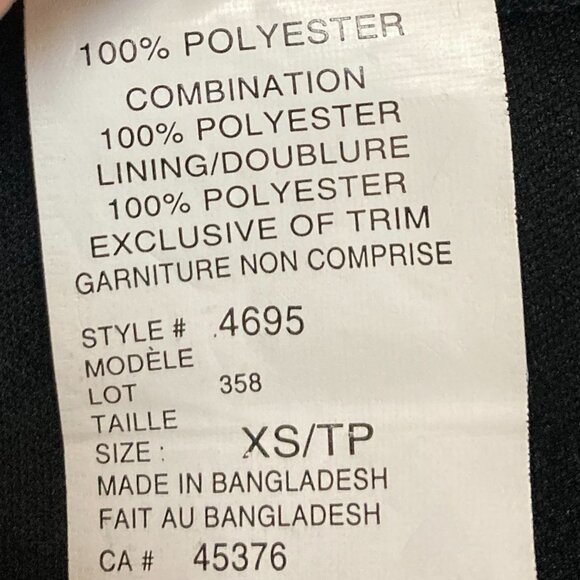 100% POLYESTER
COMBINATION
100% POLYESTER
LINING/DOUBLURE
100% POLYESTER
EXCLUSIVE OF TRIM
GARNITURE NON COMPRISE
STYLE # .4695
MODÈLE
LOT 358
TAILLE
SIZE : XS/TP
MADE IN BANGLADESH
FAIT AU BANGLADESH
CA # 45376